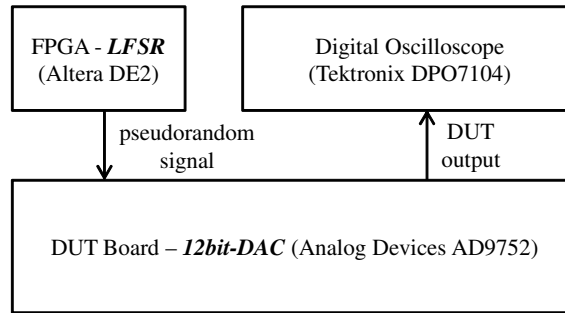 FPGA - LFSR
(Altera DE2)
Digital Oscilloscope
(Tektronix DPO7104)
pseudorandom
signal
DUT
output
DUT Board – 12bit-DAC (Analog Devices AD9752)